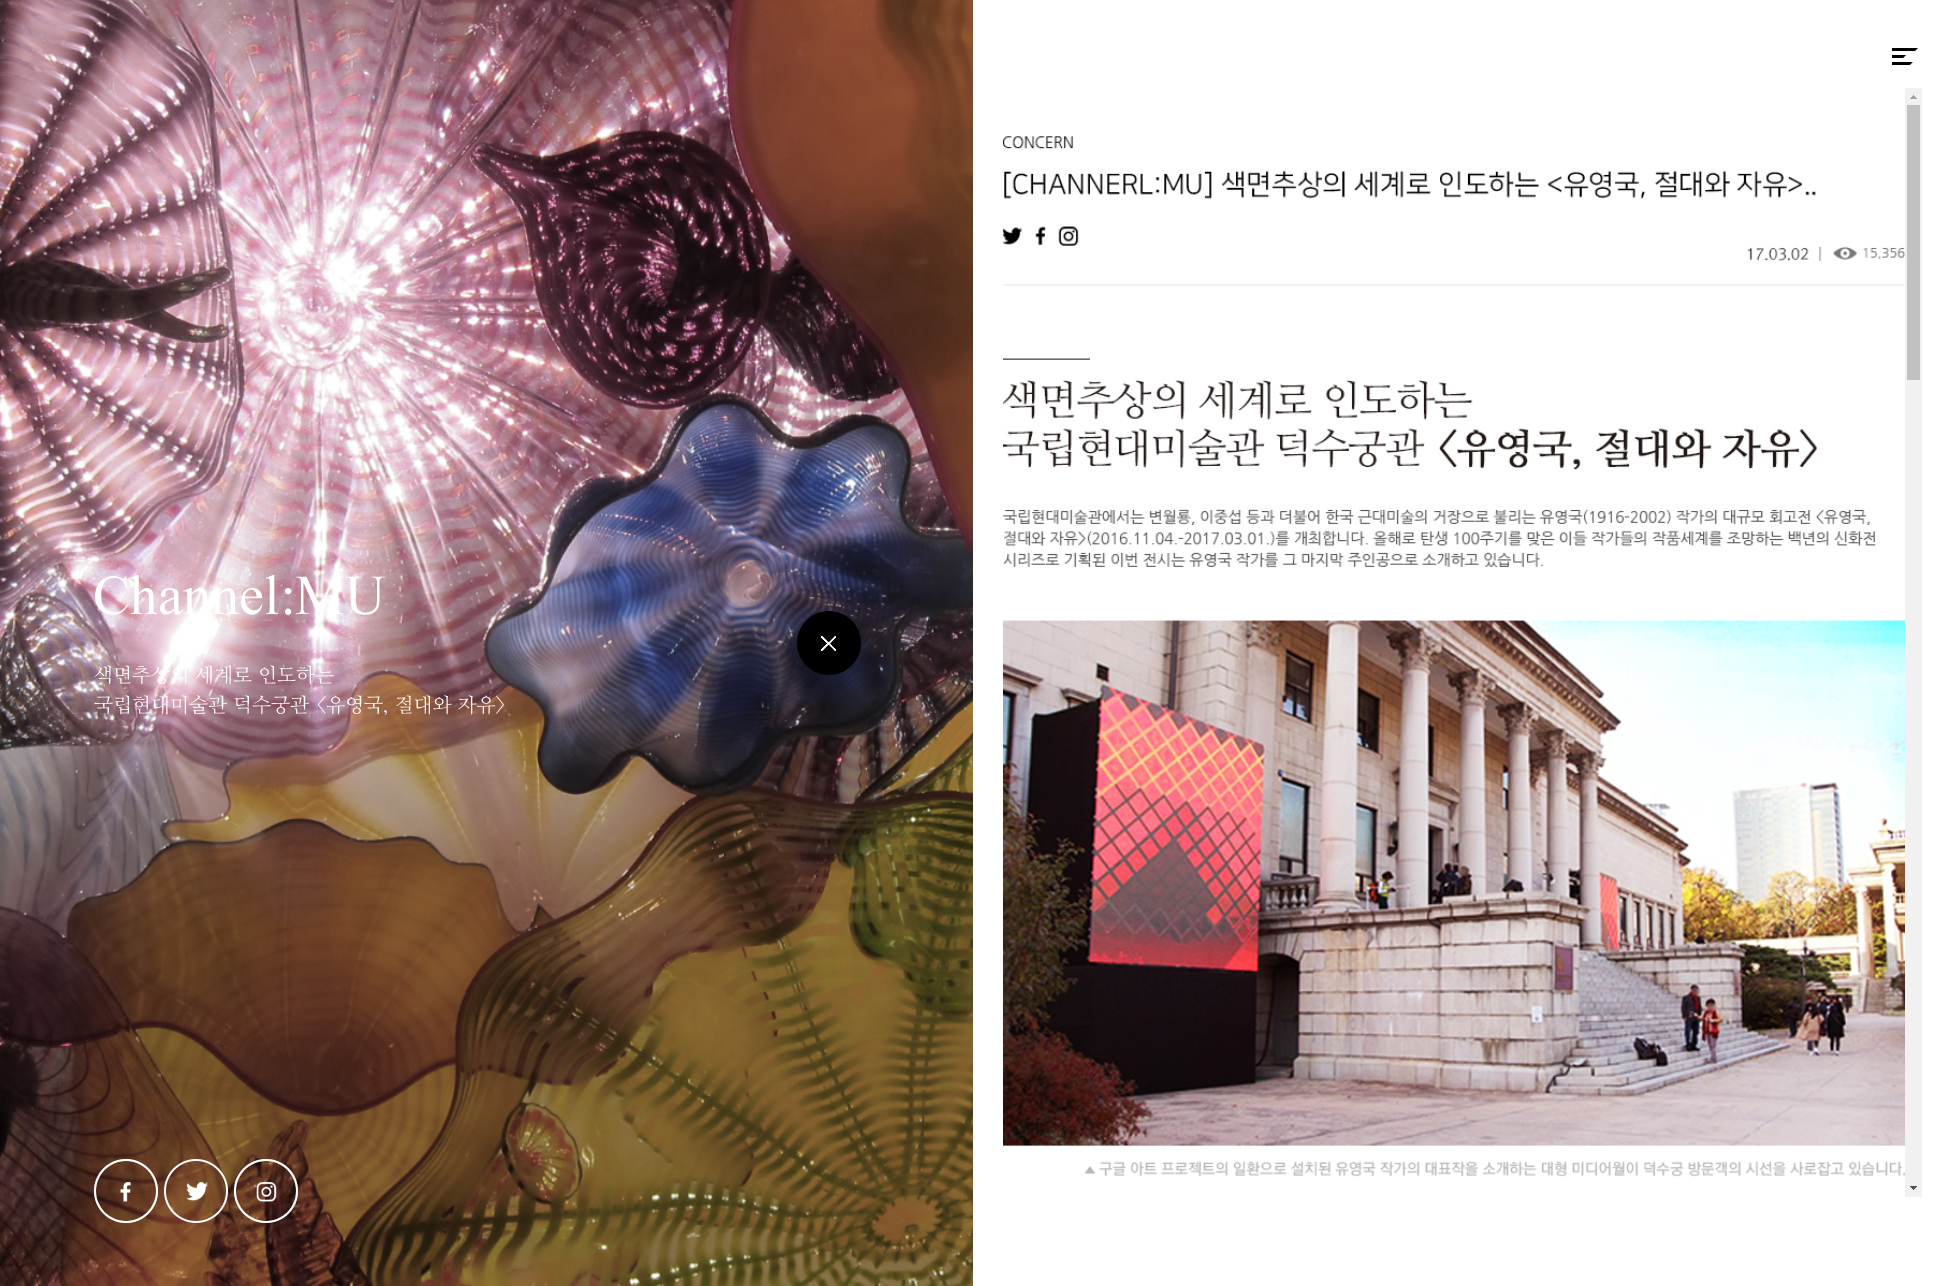 Channel:MU
색면추상의 세계로 인도하는
국립현대미술관 덕수궁관 <유영국, 절대와 자유>
CONCERN
[CHANNERL:MU] 색면추상의 세계로 인도하는 <유영국, 절대와 자유>..
17.03.02 | 15,356
색면추상의 세계로 인도하는
국립현대미술관 덕수궁관 <유영국, 절대와 자유>
국립현대미술관에서는 변월룡, 이중섭 등과 더불어 한국 근대미술의 거장으로 불리는 유영국(1916-2002) 작가의 대규모 회고전 <유영국,
절대와 자유>(2016.11.04.-2017.03.01.)를 개최합니다. 올해로 탄생 100주기를 맞은 이들 작가들의 작품세계를 조망하는 백년의 신화전
시리즈로 기획된 이번 전시는 유영국 작가를 그 마지막 주인공으로 소개하고 있습니다.
▲ 구글 아트 프로젝트의 일환으로 설치된 유영국 작가의 대표작을 소개하는 대형 미디어월이 덕수궁 방문객의 시선을 사로잡고 있습니다.